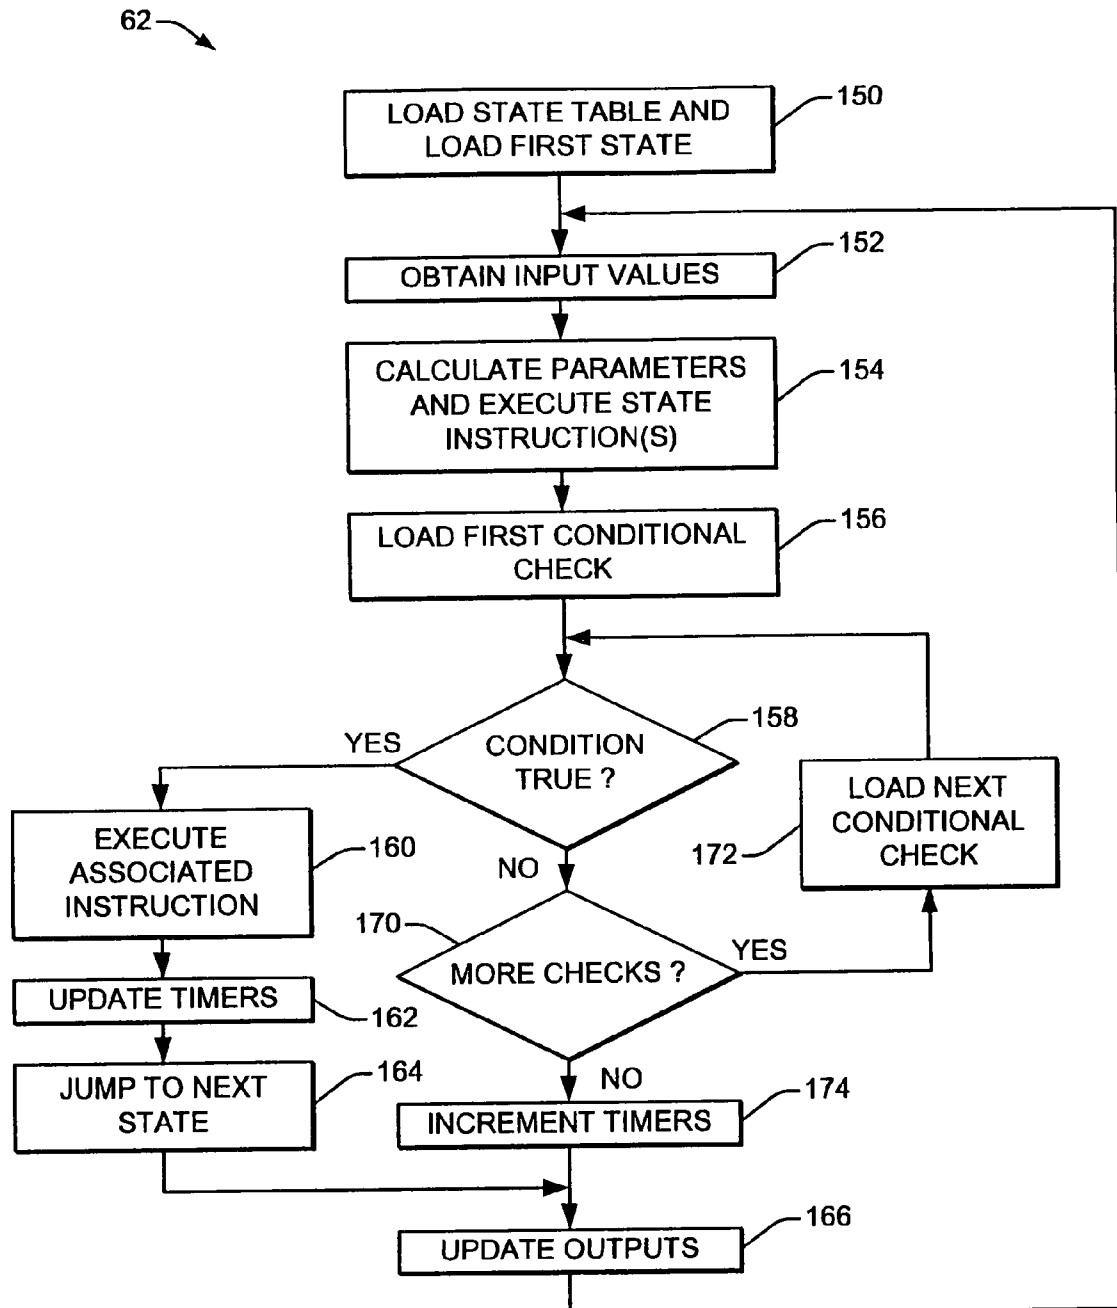 62
LOAD STATE TABLE AND
LOAD FIRST STATE
150
OBTAIN INPUT VALUES
152
CALCULATE PARAMETERS
AND EXECUTE STATE
INSTRUCTION(S)
154
LOAD FIRST CONDITIONAL
CHECK
156
CONDITION
TRUE ?
158
YES
NO
EXECUTE
ASSOCIATED
INSTRUCTION
160
LOAD NEXT
CONDITIONAL
CHECK
172
MORE CHECKS ?
170
YES
NO
UPDATE TIMERS
162
JUMP TO NEXT
STATE
164
INCREMENT TIMERS
174
UPDATE OUTPUTS
166